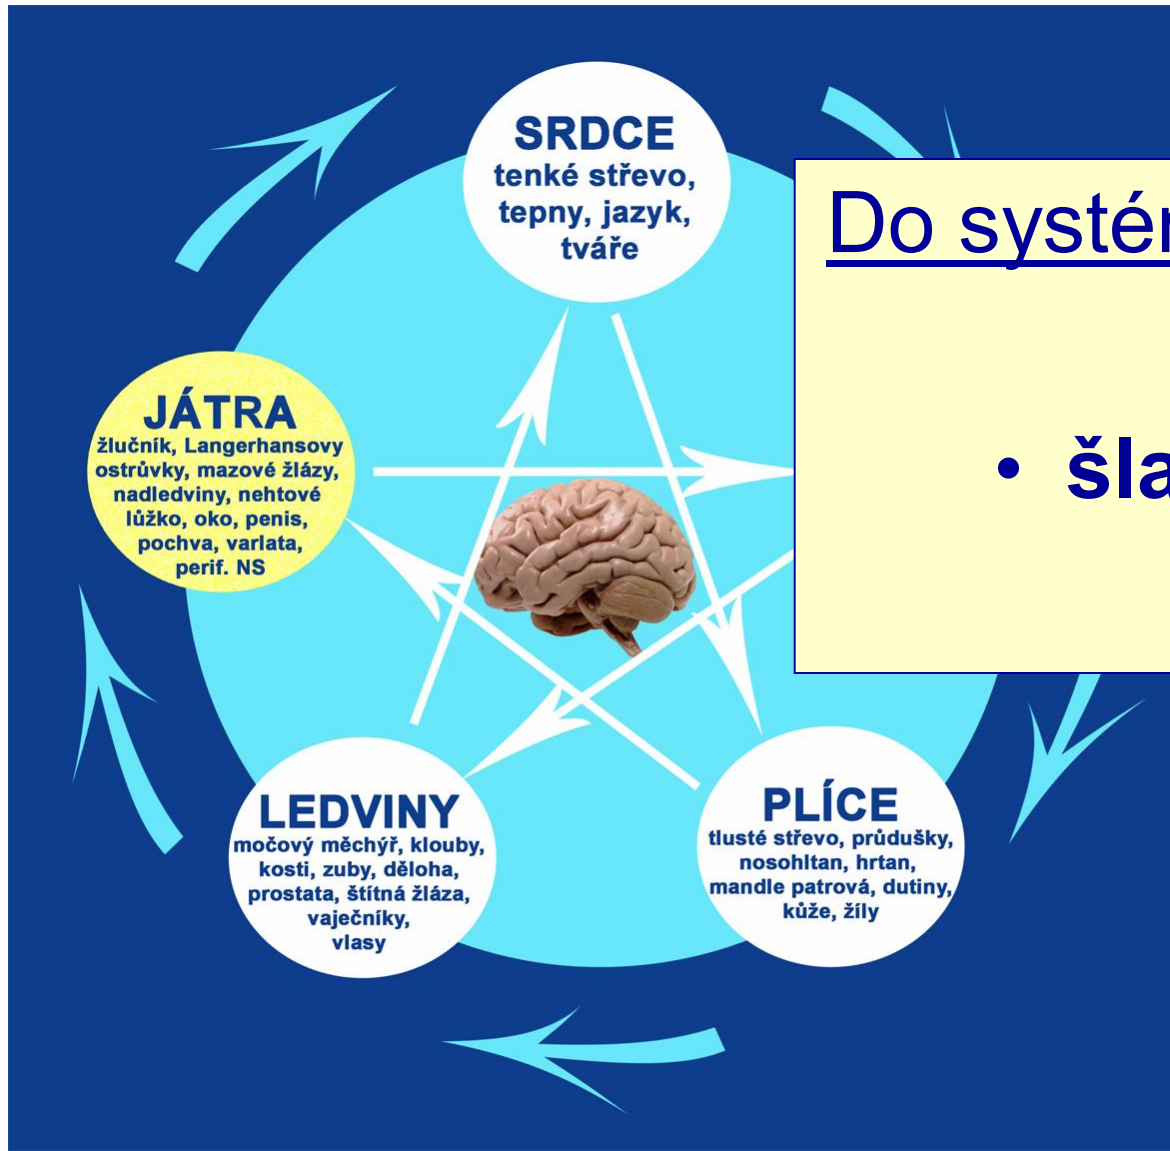 SRDCE
tenké střevo,
tepny, jazyk,
tváře
Do
JÁTRA
žlučník, Langerhansovy
ostrůvky, mazové žlázy,
nadledviny, nehtové
lůžko, oko, penis,
pochva, varlata,
perif. NS
LEDVINY
močový měchýř, klouby,
kosti, zuby, děloha,
prostata, štítná žláza,
vaječníky,
vlasy
PLÍCE
tlusté střevo, průdušky,
nosohltan, hrtan,
mandle patrová, dutiny,
kůže, žíly